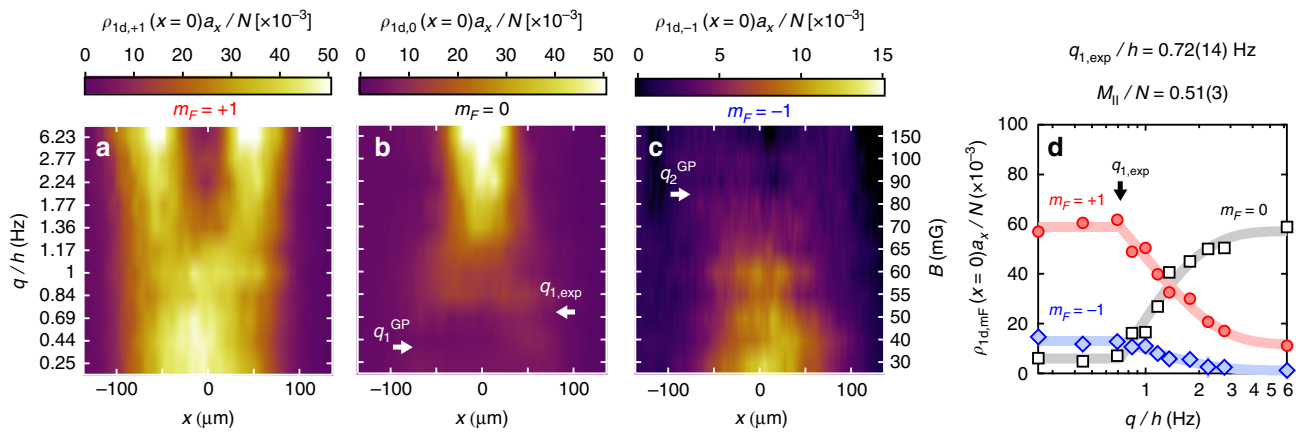 ρ1d,+1 (x = 0)ax / N [×10−3]
0 10 20 30 40 50
mF = +1
ρ1d,0 (x = 0)ax / N [×10−3]
0 10 20 30 40 50
mF = 0
ρ1d,−1 (x = 0)ax / N [×10−3]
0 5 10 15
mF = −1
q1,exp / h = 0.72(14) Hz
MII / N = 0.51(3)
a
6.23
2.77
2.24
1.77
1.36
1.17
1
0.84
0.69
0.44
0.25
q / h (Hz)
−100 0 100
x (μm)
b
q1,exp
q1GP
−100 0 100
x (μm)
c
q2GP
150
100
90
80
70
65
60
55
50
40
30
B (mG)
−100 0 100
x (μm)
d
q1,exp
mF = +1
mF = 0
mF = −1
100
80
60
40
20
0
ρ1d,mF (x = 0)ax / N (×10−3)
1 2 3 4 5 6
q / h (Hz)